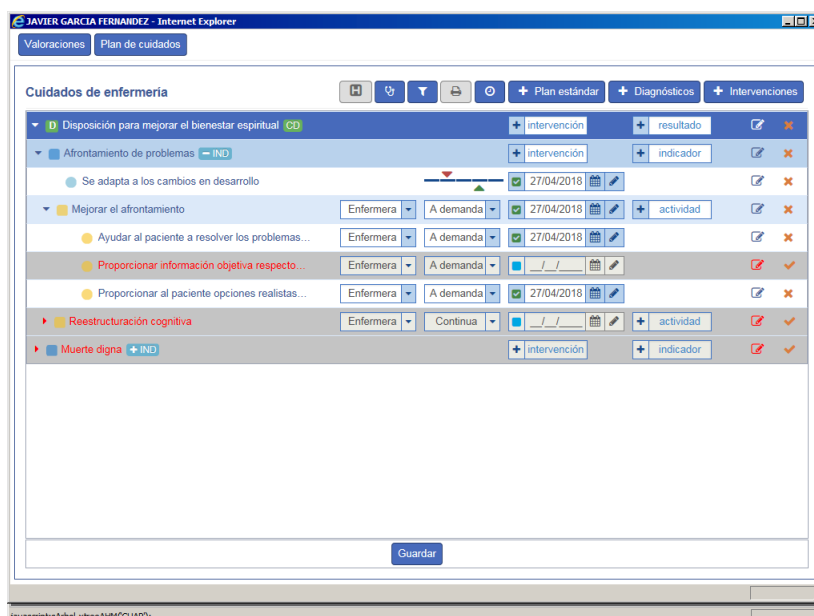 JAVIER GARCIA FERNANDEZ - Internet Explorer
Valoraciones Plan de cuidados
Cuidados de enfermería + Plan estándar + Diagnósticos + Intervenciones
D Disposición para mejorar el bienestar espiritual CD + intervención + resultado
Afrontamiento de problemas − IND + intervención + indicador
Se adapta a los cambios en desarrollo 27/04/2018
Mejorar el afrontamiento Enfermera A demanda 27/04/2018 + actividad
Ayudar al paciente a resolver los problemas... Enfermera A demanda 27/04/2018
Proporcionar información objetiva respecto... Enfermera A demanda __/__/____
Proporcionar al paciente opciones realistas... Enfermera A demanda 27/04/2018
Reestructuración cognitiva Enfermera Continua __/__/____ + actividad
Muerte digna + IND + intervención + indicador
Guardar